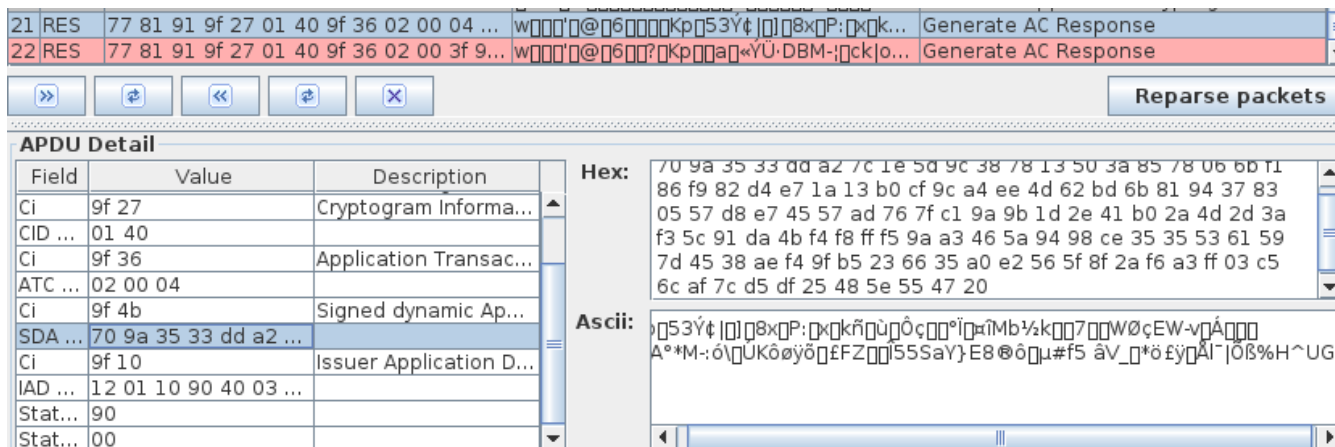 21 RES 77 81 91 9f 27 01 40 9f 36 02 00 04 ... Generate AC Response
22 RES 77 81 91 9f 27 01 40 9f 36 02 00 3f 9... Generate AC Response
Reparse packets
APDU Detail
Field Value Description
Ci 9f 27 Cryptogram Informa...
CID ... 01 40
Ci 9f 36 Application Transac...
ATC ... 02 00 04
Ci 9f 4b Signed dynamic Ap...
SDA ... 70 9a 35 33 dd a2 ...
Ci 9f 10 Issuer Application D...
IAD ... 12 01 10 90 40 03 ...
Stat... 90
Stat... 00
Hex:
70 9a 35 33 dd a2 7c 1e 5d 9c 38 78 13 50 3a 85 78 06 6b f1
86 f9 82 d4 e7 1a 13 b0 cf 9c a4 ee 4d 62 bd 6b 81 94 37 83
05 57 d8 e7 45 57 ad 76 7f c1 9a 9b 1d 2e 41 b0 2a 4d 2d 3a
f3 5c 91 da 4b f4 f8 ff f5 9a a3 46 5a 94 98 ce 35 35 53 61 59
7d 45 38 ae f4 9f b5 23 66 35 a0 e2 56 5f 8f 2a f6 a3 ff 03 c5
6c af 7c d5 df 25 48 5e 55 47 20
Ascii: